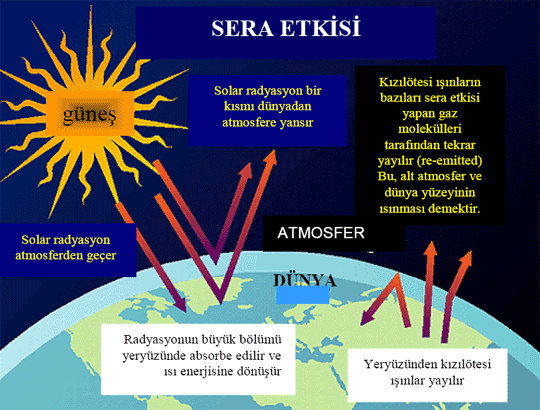 SERA ETKİSİ
güneş
Solar radyasyon bir
kısmı dünyadan
atmosfere yansır
Kızılötesi ışınların
bazıları sera etkisi
yapan gaz
molekülleri
tarafından tekrar
yayılır (re-emitted)
Bu, alt atmosfer ve
dünya yüzeyinin
ısınması demektir.
Solar radyasyon
atmosferden geçer
ATMOSFER
DÜNYA
Radyasyonun büyük bölümü
yeryüzünde absorbe edilir ve
ısı enerjisine dönüşür
Yeryüzünden kızılötesi
ışınlar yayılır